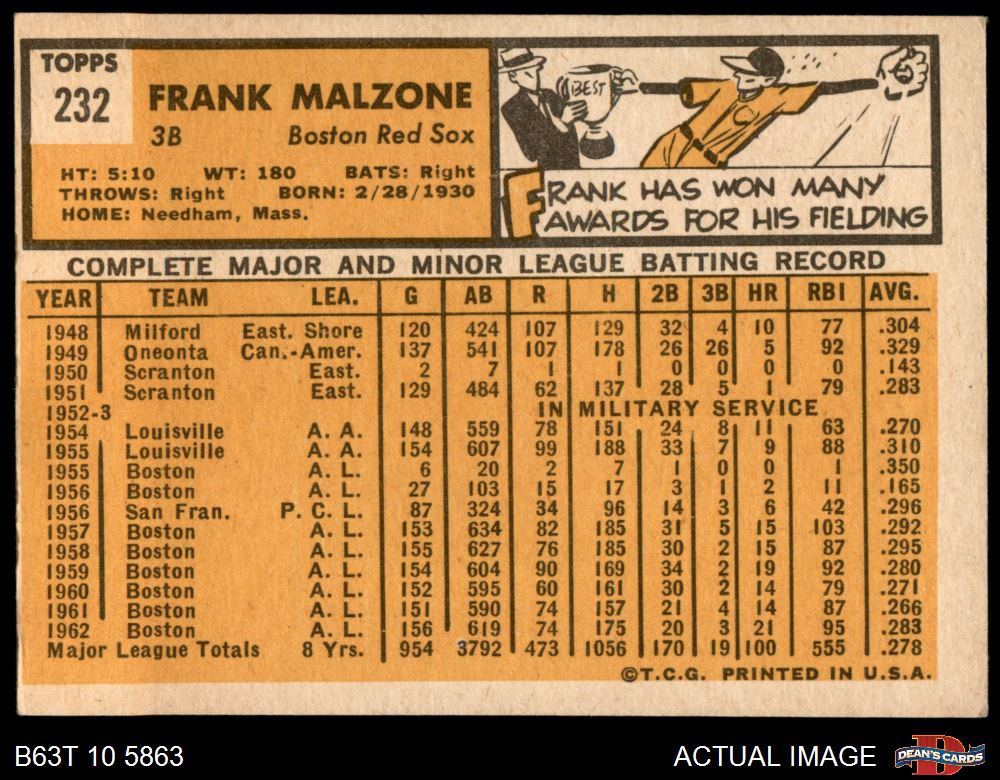 TOPPS
232
FRANK MALZONE
3B Boston Red Sox
HT: 5:10 WT: 180 BATS: Right
THROWS: Right BORN: 2/28/1930
HOME: Needham, Mass.
BEST
C
FRANK HAS WON MANY
AWARDS FOR HIS FIELDING
COMPLETE MAJOR AND MINOR LEAGUE BATTING RECORD
YEAR TEAM LEA. G AB R H 2B 3B HR RBI AVG.
1948 Milford East. Shore 120 424 107 129 32 4 10 77 .304
1949 Oneonta Can.-Amer. 137 541 107 178 26 26 5 92 .329
1950 Scranton East. 2 7 1 1 0 0 0 0 .143
1951 Scranton East. 129 484 62 137 28 5 1 79 .283
1952-3 IN MILITARY SERVICE
1954 Louisville A. A. 148 559 78 151 24 8 11 63 .270
1955 Louisville A. A. 154 607 99 188 33 7 9 88 .310
1955 Boston A. L. 6 20 2 7 1 0 0 1 .350
1956 Boston A. L. 27 103 15 17 3 1 2 11 .165
1956 San Fran. P. C. L. 87 324 34 96 14 3 6 42 .296
1957 Boston A. L. 153 634 82 185 31 5 15 103 .292
1958 Boston A. L. 155 627 76 185 30 2 15 87 .295
1959 Boston A. L. 154 604 90 169 34 2 19 92 .280
1960 Boston A. L. 152 595 60 161 30 2 14 79 .271
1961 Boston A. L. 151 590 74 157 21 4 14 87 .266
1962 Boston A. L. 156 619 74 175 20 3 21 95 .283
Major League Totals 8 Yrs. 954 3792 473 1056 170 19 100 555 .278
©T.C.G. PRINTED IN U.S.A.
B63T 10 5863 ACTUAL IMAGE DEAN'S CARDS